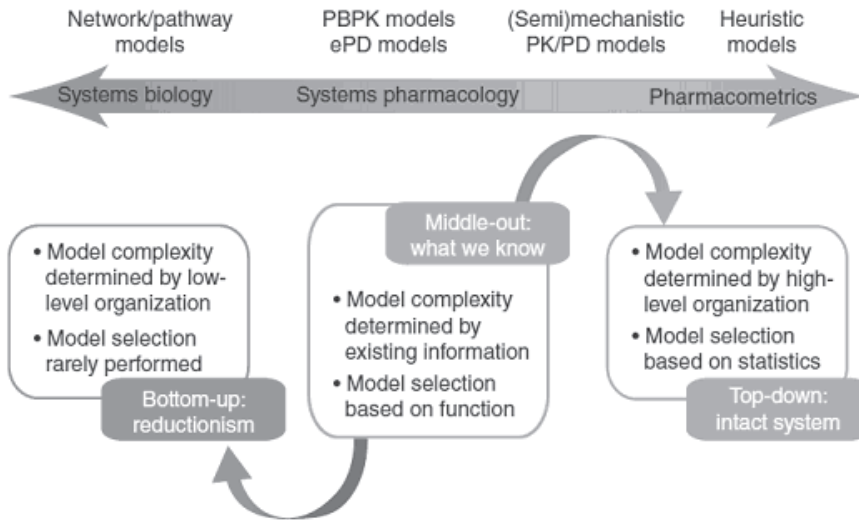 Network/pathway
models
PBPK models
ePD models
(Semi)mechanistic
PK/PD models
Heuristic
models
Systems biology
Systems pharmacology
Pharmacometrics
• Model complexity
determined by low-
level organization
• Model selection
rarely performed
Bottom-up:
reductionism
Middle-out:
what we know
• Model complexity
determined by
existing information
• Model selection
based on function
• Model complexity
determined by high-
level organization
• Model selection
based on statistics
Top-down:
intact system